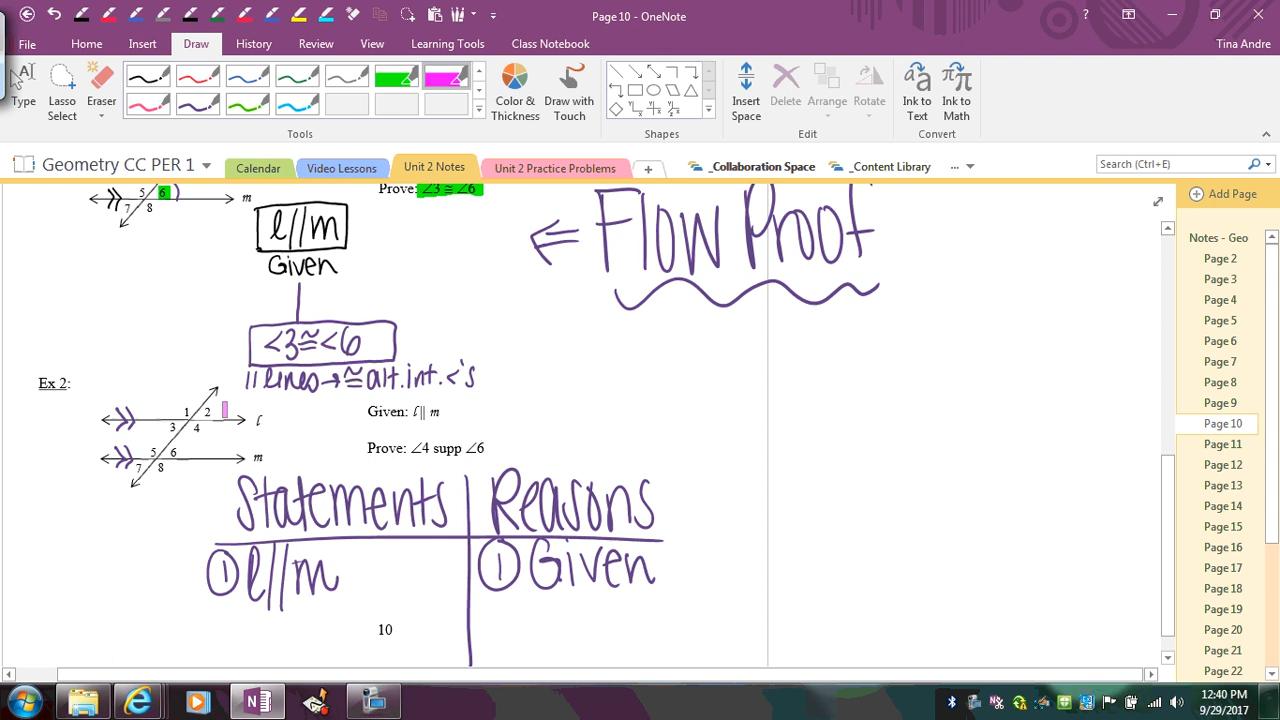 Page 10 - OneNote
?
File
Home
Insert
Draw
History
Review
View
Learning Tools
Class Notebook
Tina Andre
Type
Lasso Select
Eraser
Color & Thickness
Draw with Touch
Insert Space
Delete
Arrange
Rotate
Ink to Text
Ink to Math
Tools
Shapes
Edit
Convert
Geometry CC PER 1
Calendar
Video Lessons
Unit 2 Notes
Unit 2 Practice Problems
_Collaboration Space
_Content Library
...
Search (Ctrl+E)
Add Page
Notes - Geo
Page 2
Page 3
Page 4
Page 5
Page 6
Page 7
Page 8
Page 9
Page 10
Page 11
Page 12
Page 13
Page 14
Page 15
Page 16
Page 17
Page 18
Page 19
Page 20
Page 21
Page 22
5 6 m
7 8
Prove: ∠3 ≅ ∠6
l//m
Given
⇐ Flow Proof
<3≅<6
|| lines→≅alt.int.<'s
Ex 2:
1 2
3 4 l
5 6 m
7 8
Given: l || m
Prove: ∠4 supp ∠6
Statements | Reasons
① l//m | ① Given
10
12:40 PM
9/29/2017